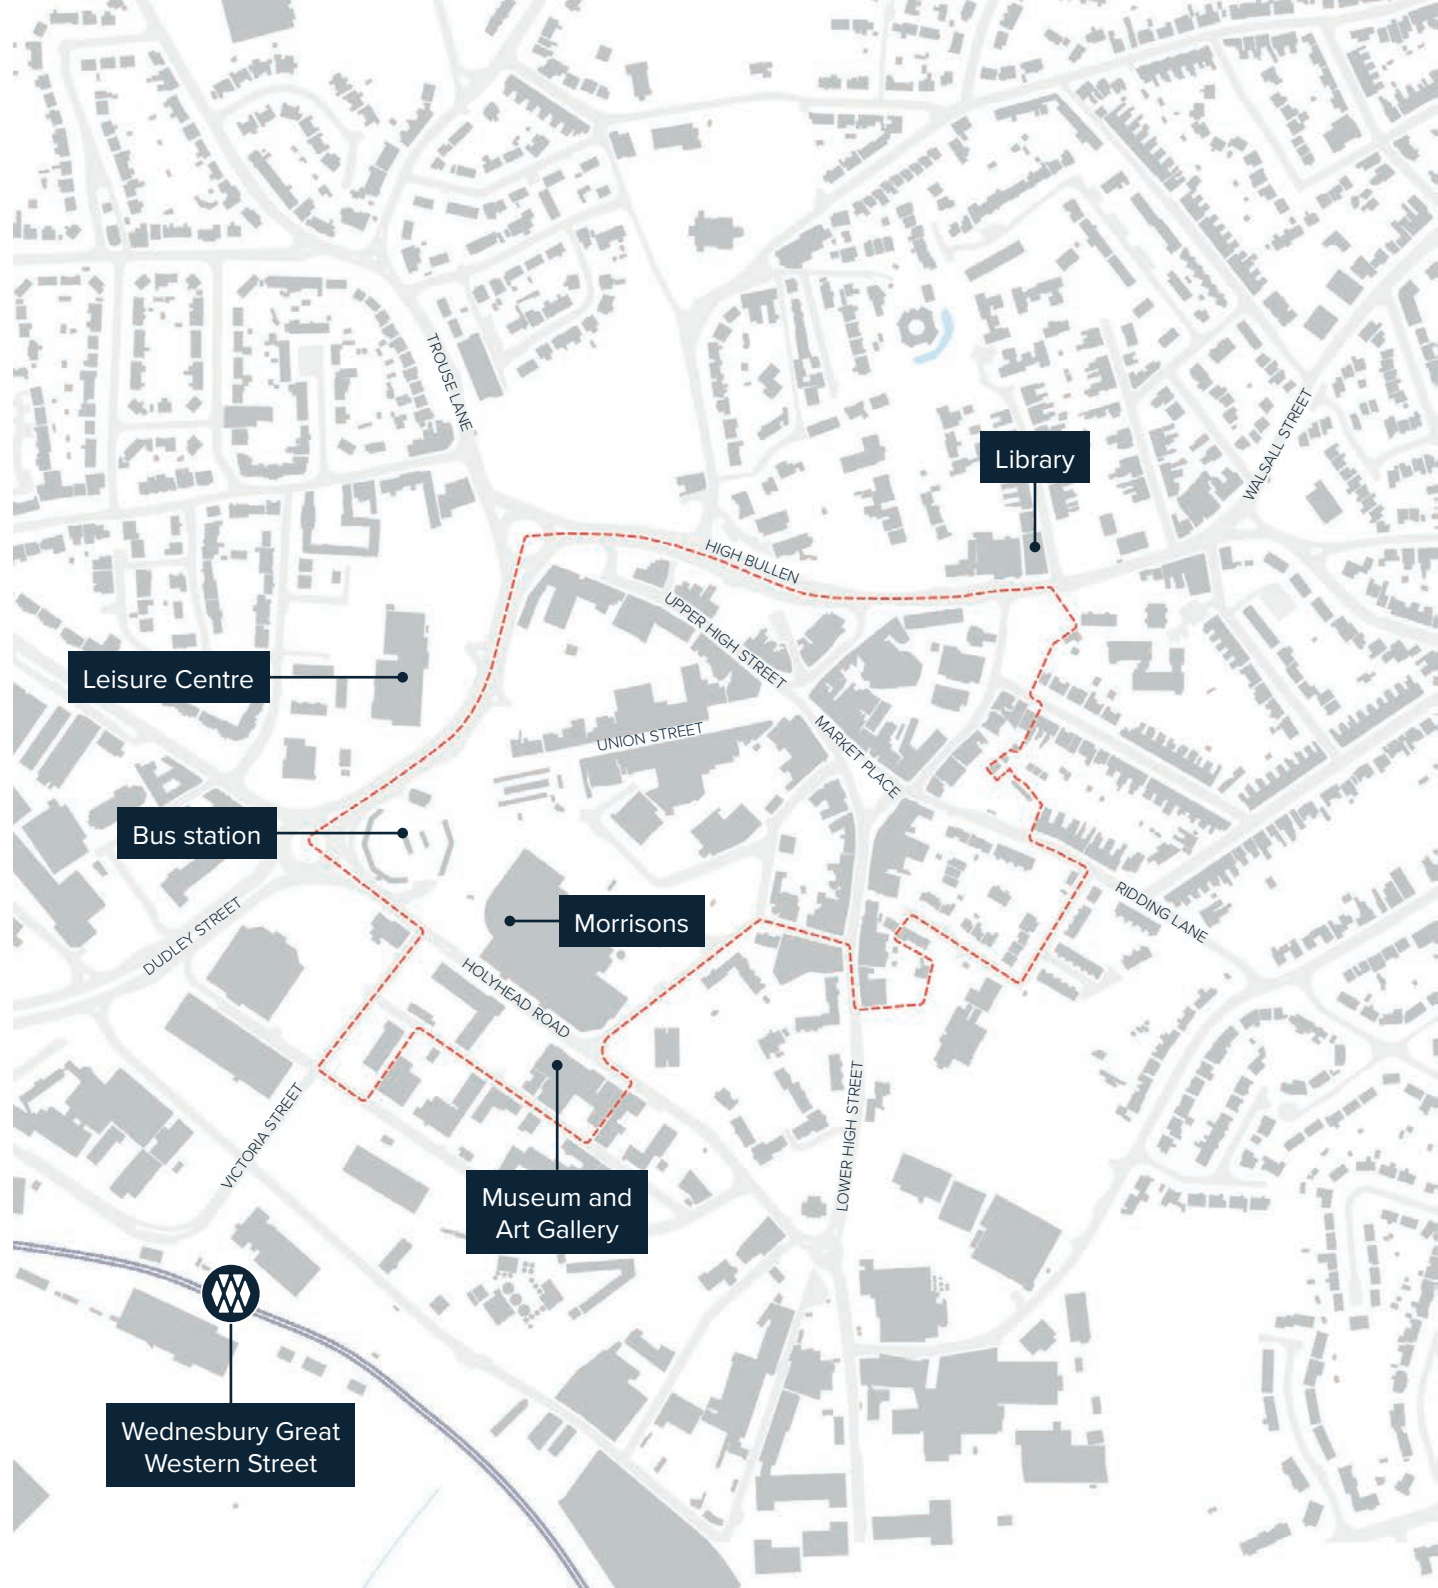 TROUSE LANE
WALSALL STREET
Library
HIGH BULLEN
UPPER HIGH STREET
Leisure Centre
UNION STREET
MARKET PLACE
Bus station
RIDDING LANE
DUDLEY STREET
Morrisons
HOLYHEAD ROAD
VICTORIA STREET
LOWER HIGH STREET
Museum and
Art Gallery
Wednesbury Great
Western Street